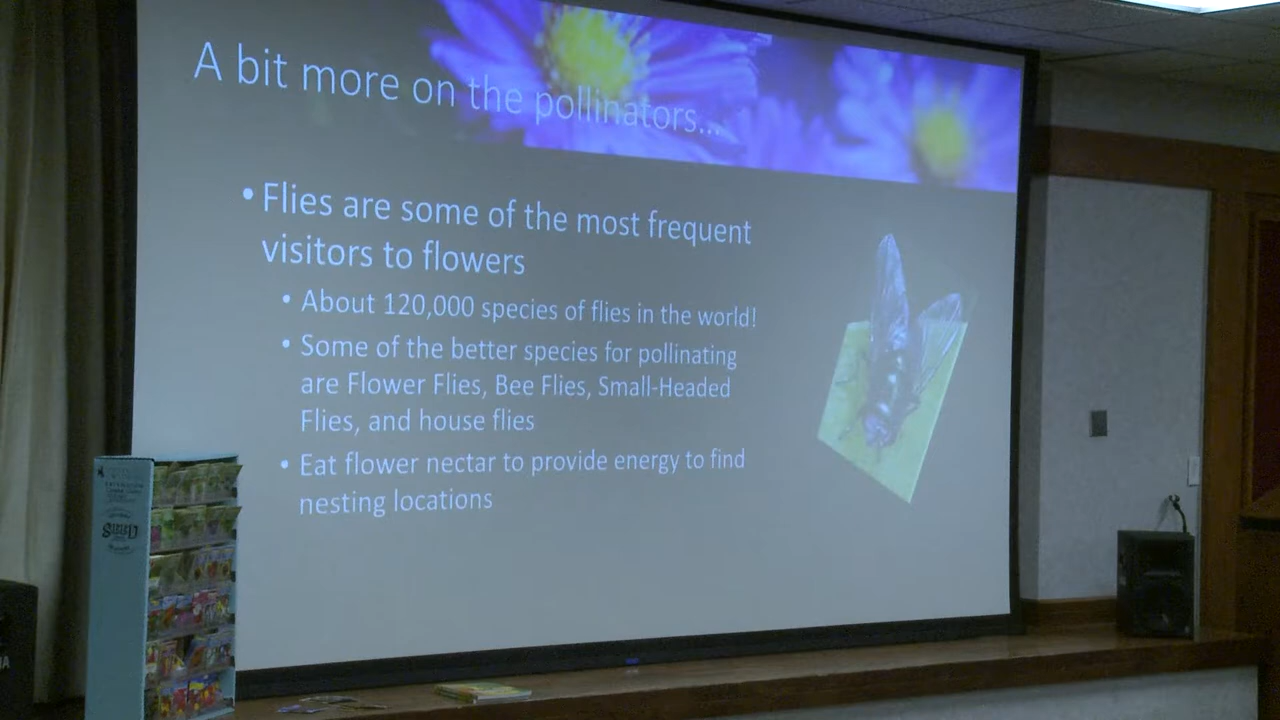 A bit more on the pollinators...
• Flies are some of the most frequent
visitors to flowers
• About 120,000 species of flies in the world!
• Some of the better species for pollinating
are Flower Flies, Bee Flies, Small-Headed
Flies, and house flies
• Eat flower nectar to provide energy to find
nesting locations